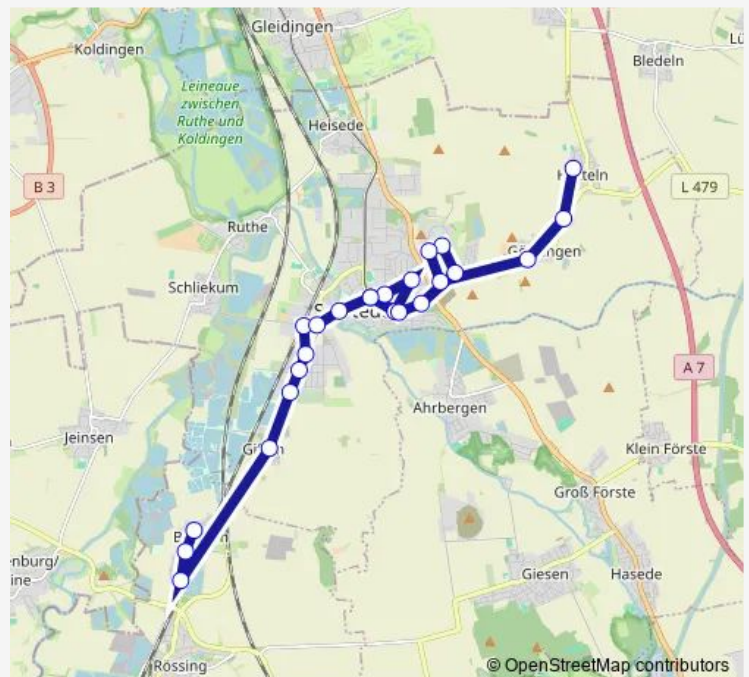 Gleidingen
Koldingen
Bledeln
Leineaue
zwischen
Ruthe und
Koldingen
Heisede
B 3
L 479
Ruthe
Schliekum
A 7
Ahrbergen
Jeinsen
Klein Förste
Groß Förste
Giesen
Hasede
Rössing
© OpenStreetMap contributors